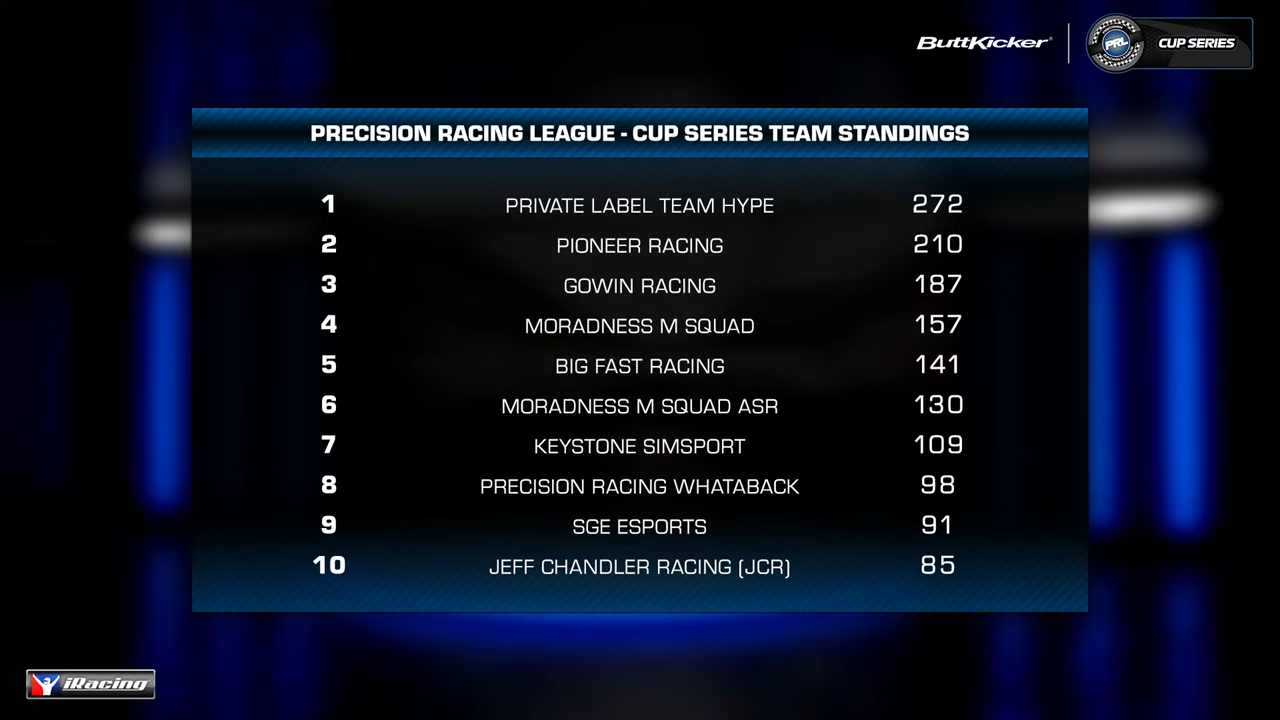 ButtKicker
PRL
CUP SERIES
PRECISION RACING LEAGUE - CUP SERIES TEAM STANDINGS
1 PRIVATE LABEL TEAM HYPE 272
2 PIONEER RACING 210
3 GOWIN RACING 187
4 MORADNESS M SQUAD 157
5 BIG FAST RACING 141
6 MORADNESS M SQUAD ASR 130
7 KEYSTONE SIMSPORT 109
8 PRECISION RACING WHATABACK 98
9 SGE ESPORTS 91
10 JEFF CHANDLER RACING (JCR) 85
iRacing